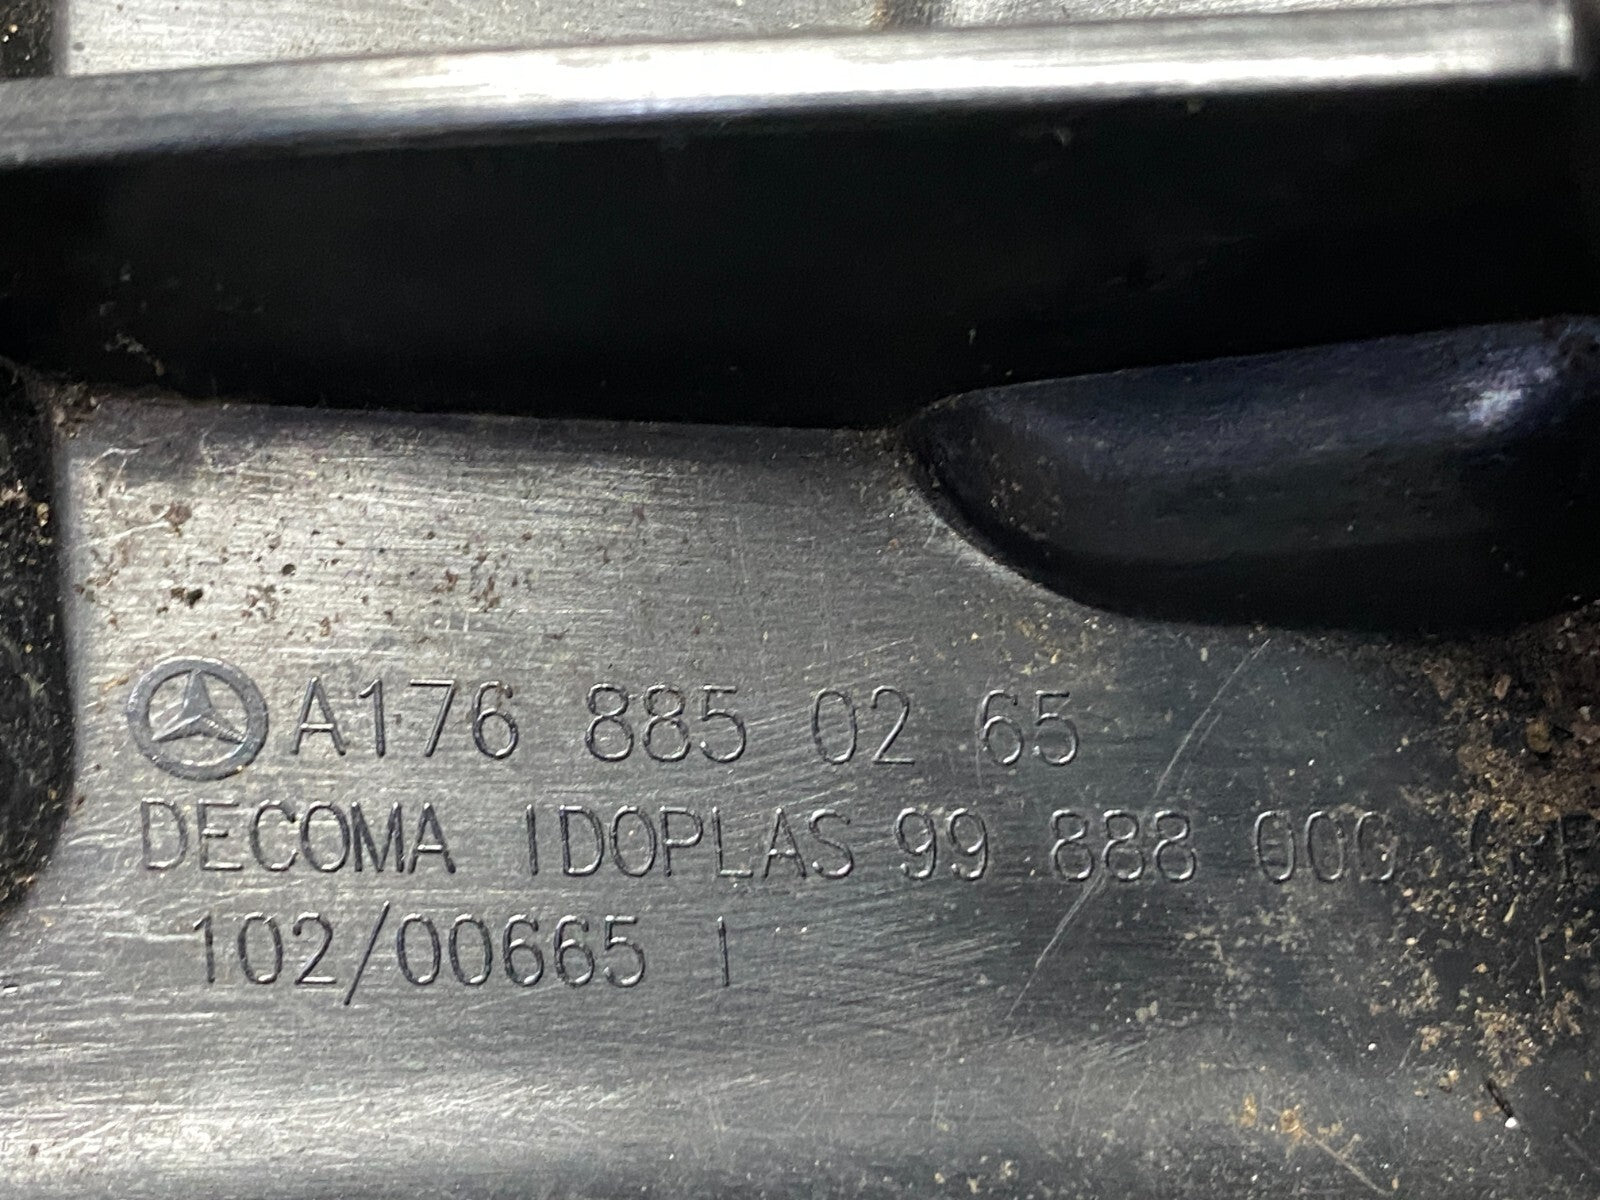 A176 885 02 65
DECOMA IDOPLAS 99 888 000
102/00665 I